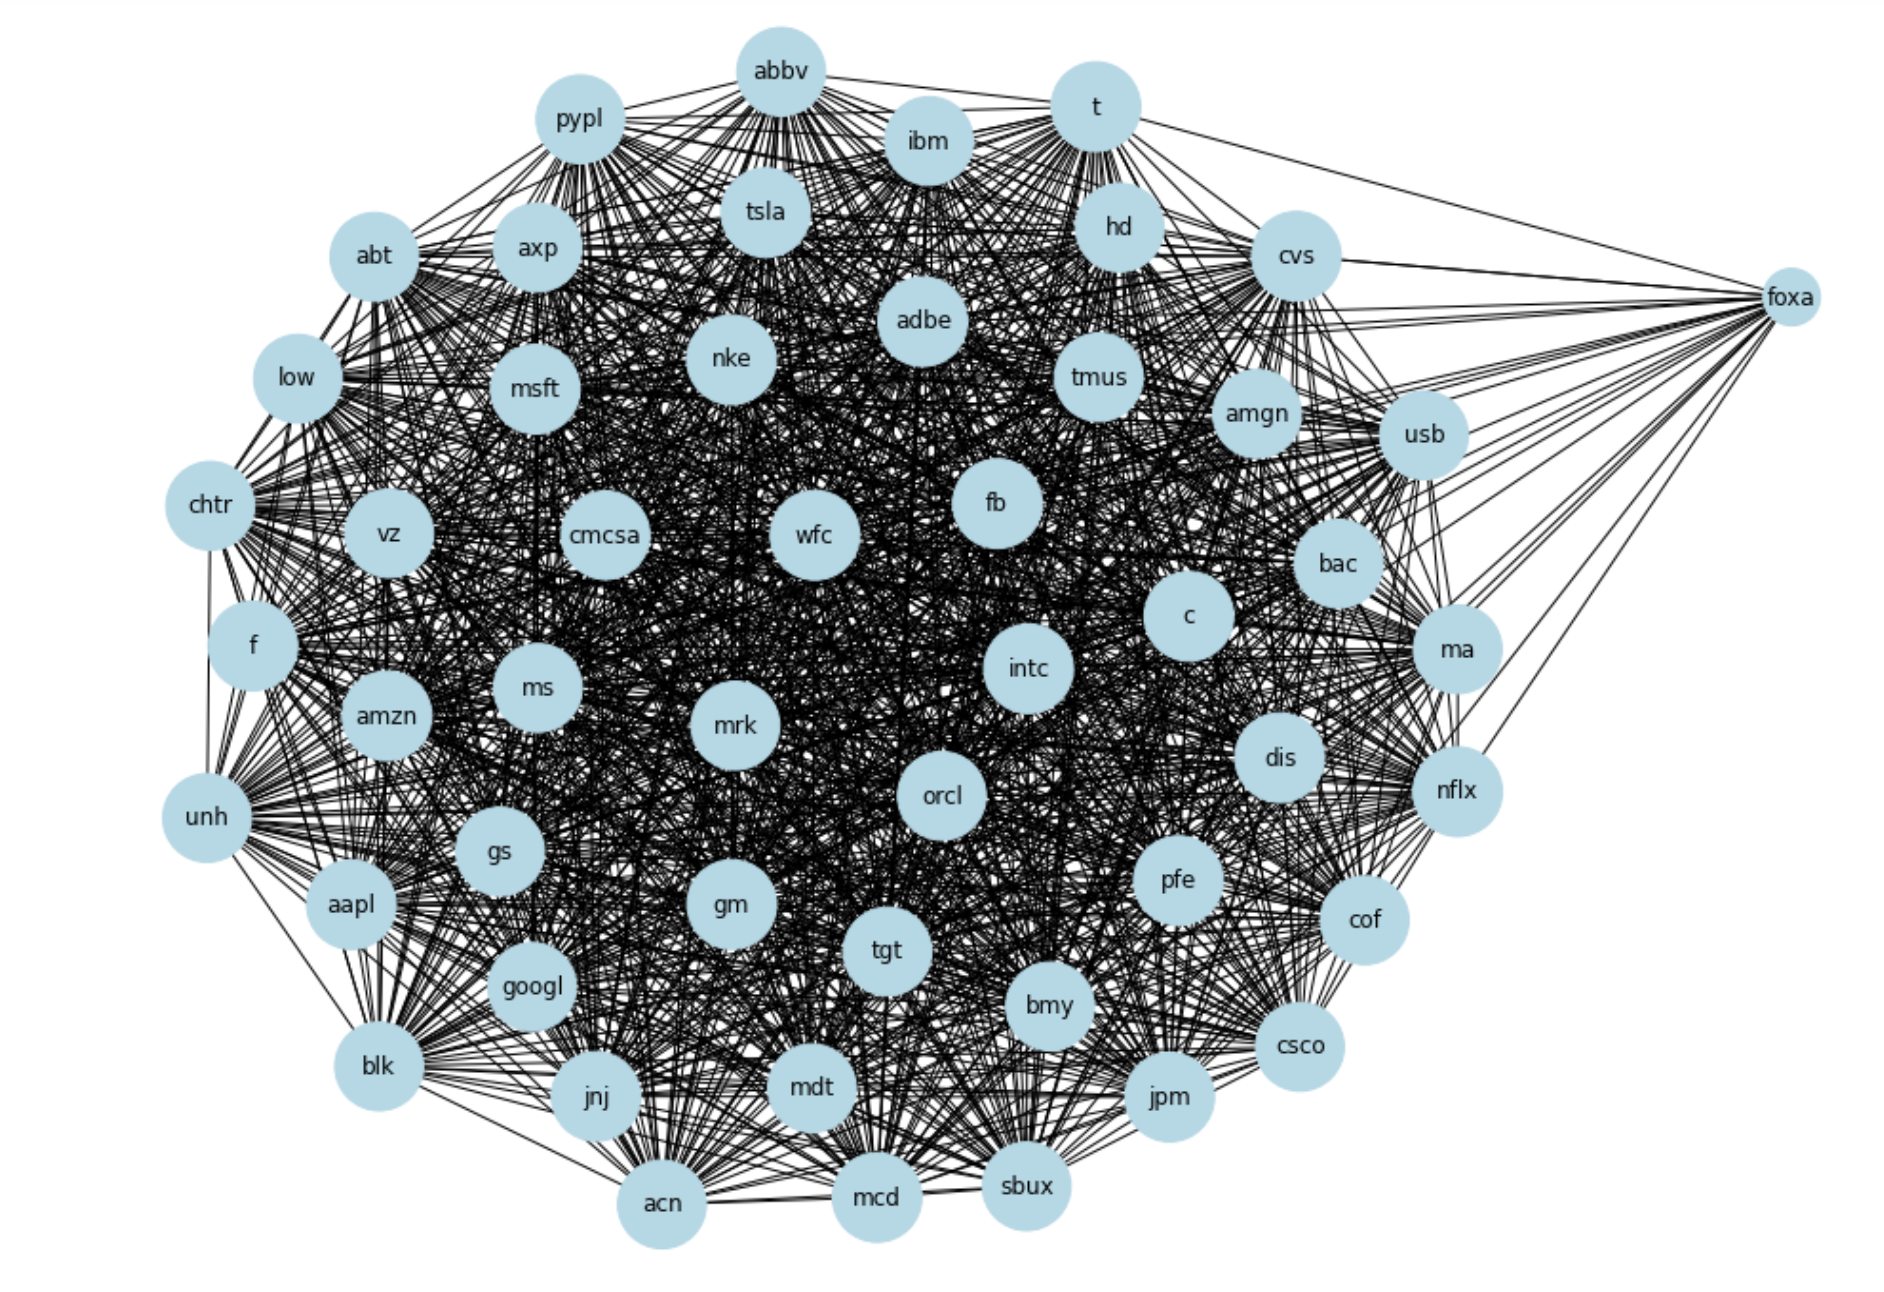 abbv
t
pypl
ibm
tsla
hd
axp
abt
cvs
foxa
adbe
nke
tmus
low
msft
amgn
usb
fb
chtr
vz
cmcsa
wfc
bac
c
f
ma
intc
ms
amzn
mrk
dis
nflx
orcl
unh
gs
pfe
aapl
gm
cof
tgt
googl
bmy
csco
blk
jnj
mdt
jpm
sbux
mcd
acn